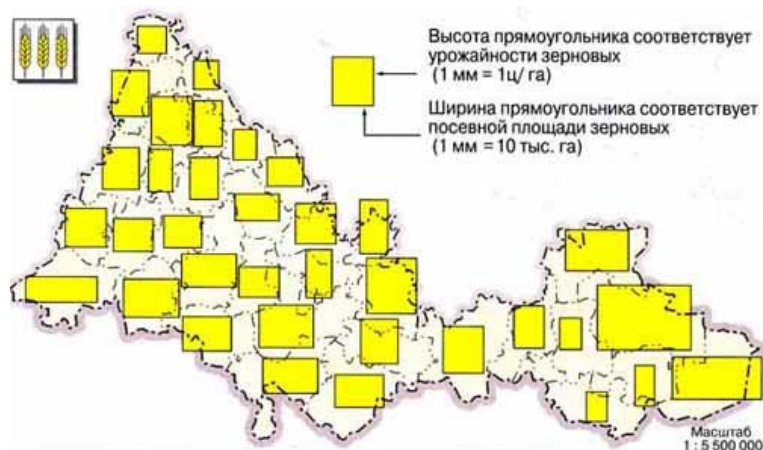 Высота прямоугольника соответствует
урожайности зерновых
(1 мм = 1ц/ га)
Ширина прямоугольника соответствует
посевной площади зерновых
(1 мм = 10 тыс. га)
Масштаб
1 : 5 500 000